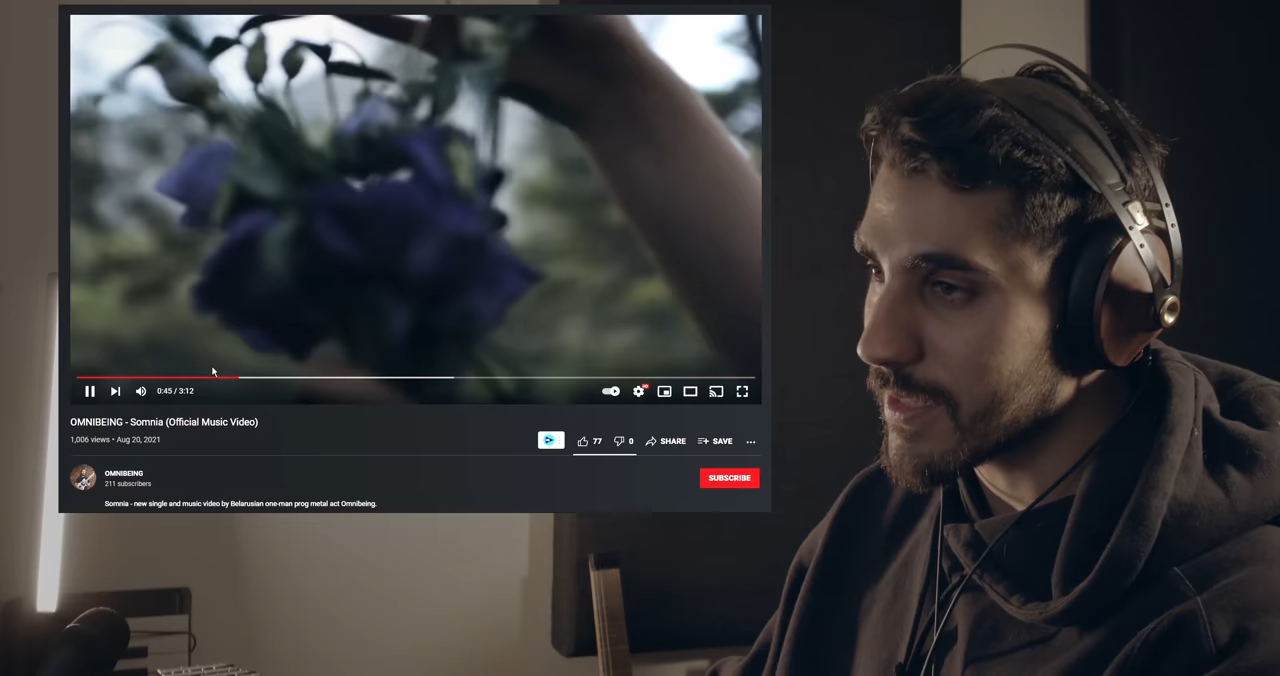 0:45 / 3:12
OMNIBEING - Somnia (Official Music Video)
1,006 views • Aug 20, 2021
77
0
SHARE
SAVE
...
OMNIBEING
211 subscribers
SUBSCRIBE
Somnia - new single and music video by Belarusian one-man prog metal act Omnibeing.